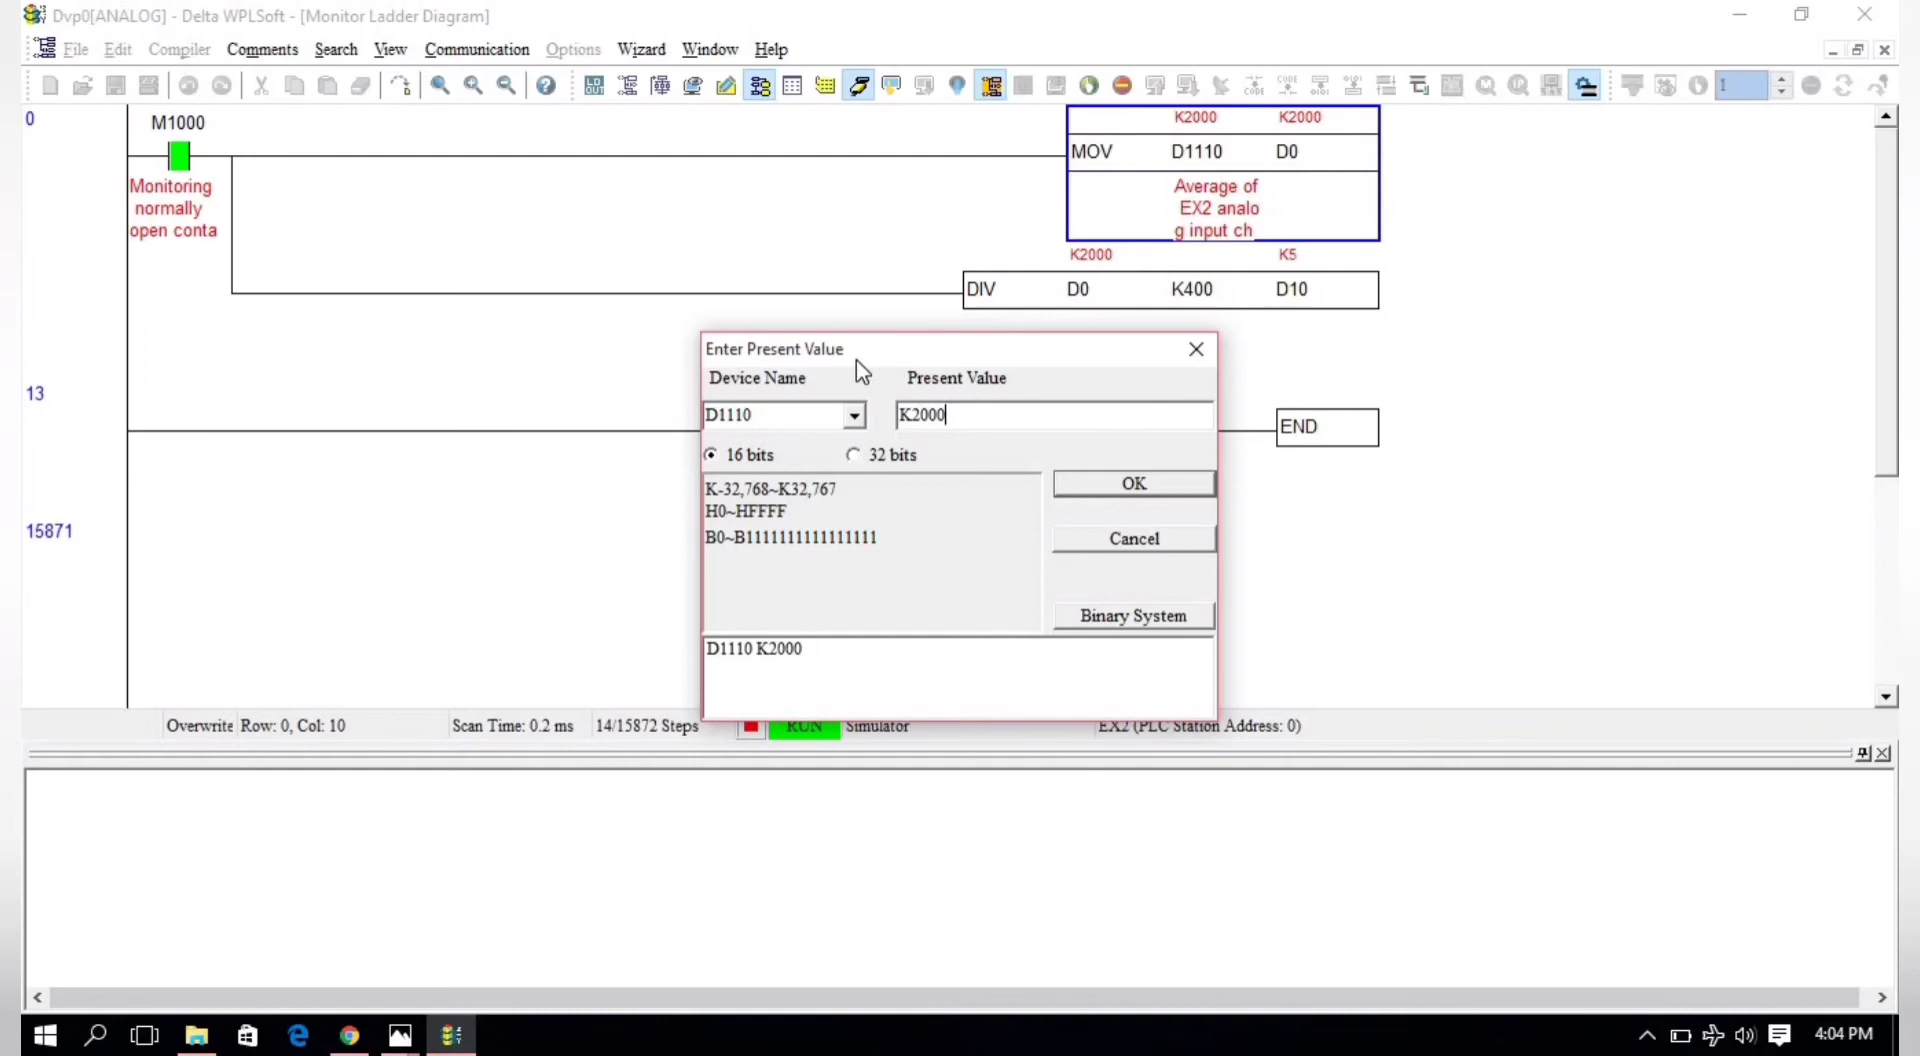 Dvp0[ANALOG] - Delta WPLSoft - [Monitor Ladder Diagram]
File Edit Compiler Comments Search View Communication Options Wizard Window Help
1
0
M1000
K2000 K2000
MOV D1110 D0
Monitoring
normally
open conta
Average of
EX2 analo
g input ch
K2000 K5
DIV D0 K400 D10
Enter Present Value
Device Name Present Value
D1110 K2000
16 bits 32 bits
K-32,768~K32,767
H0~HFFFF
B0~B1111111111111111
OK
Cancel
Binary System
D1110 K2000
13
END
15871
Overwrite Row: 0, Col: 10 Scan Time: 0.2 ms 14/15872 Steps RUN Simulator EX2 (PLC Station Address: 0)
4:04 PM